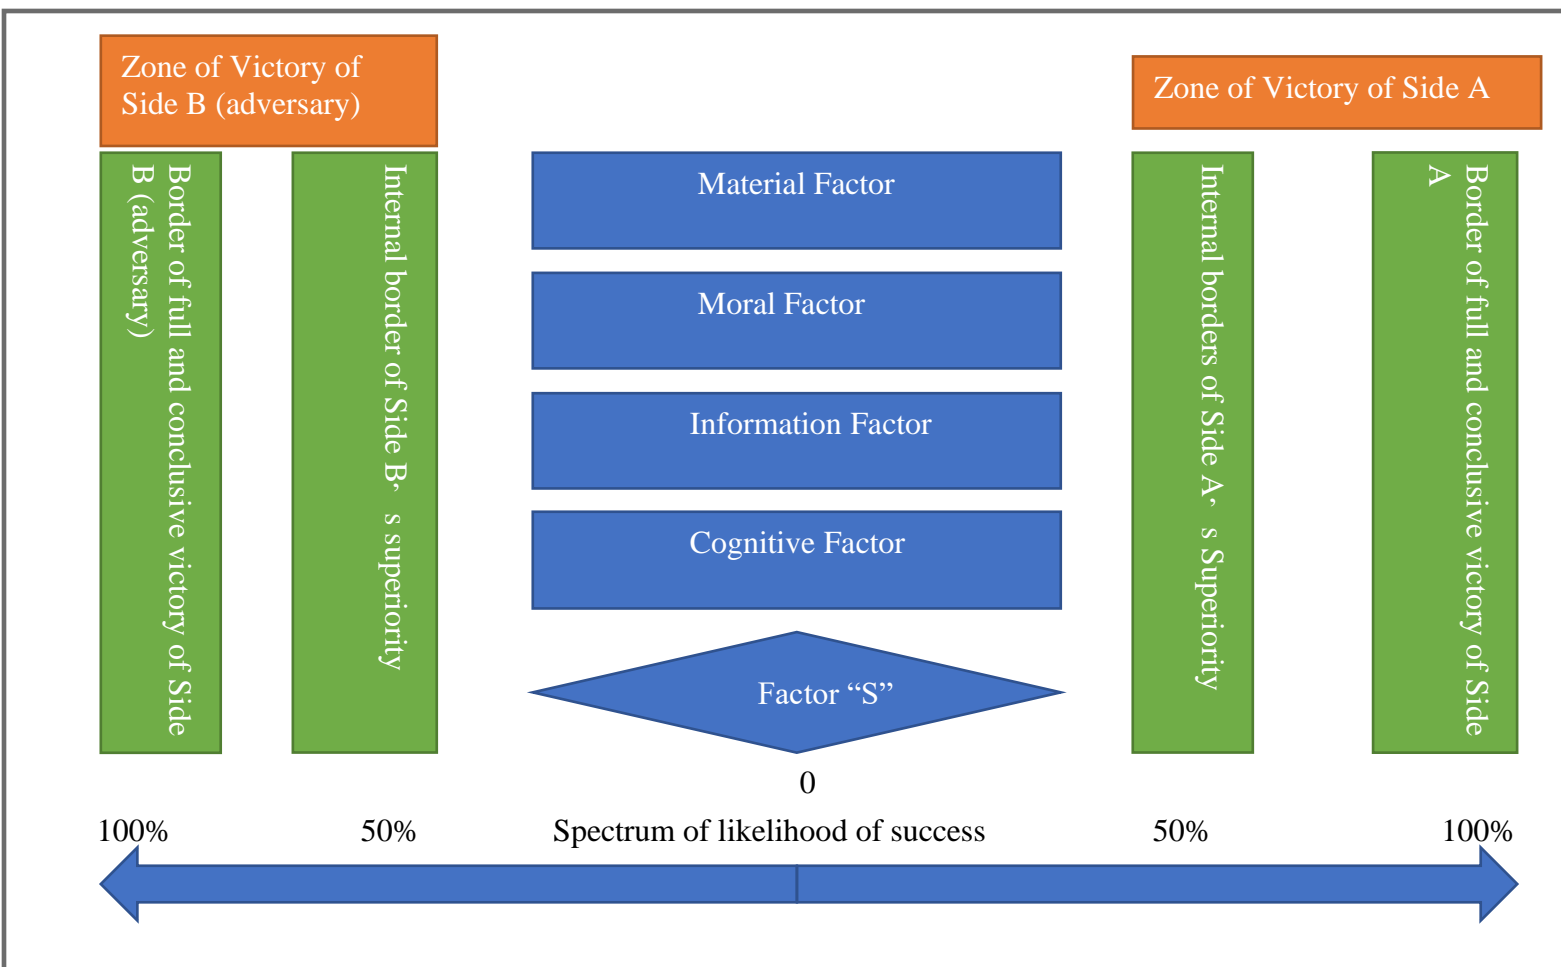 Zone of Victory of
Side B (adversary)
Zone of Victory of Side A
Border of full and conclusive victory of Side
B (adversary)
Internal border of Side B’s superiority
Material Factor
Moral Factor
Information Factor
Cognitive Factor
Factor “S”
Internal borders of Side A’s Superiority
Border of full and conclusive victory of Side
A
0
100%
50%
Spectrum of likelihood of success
50%
100%